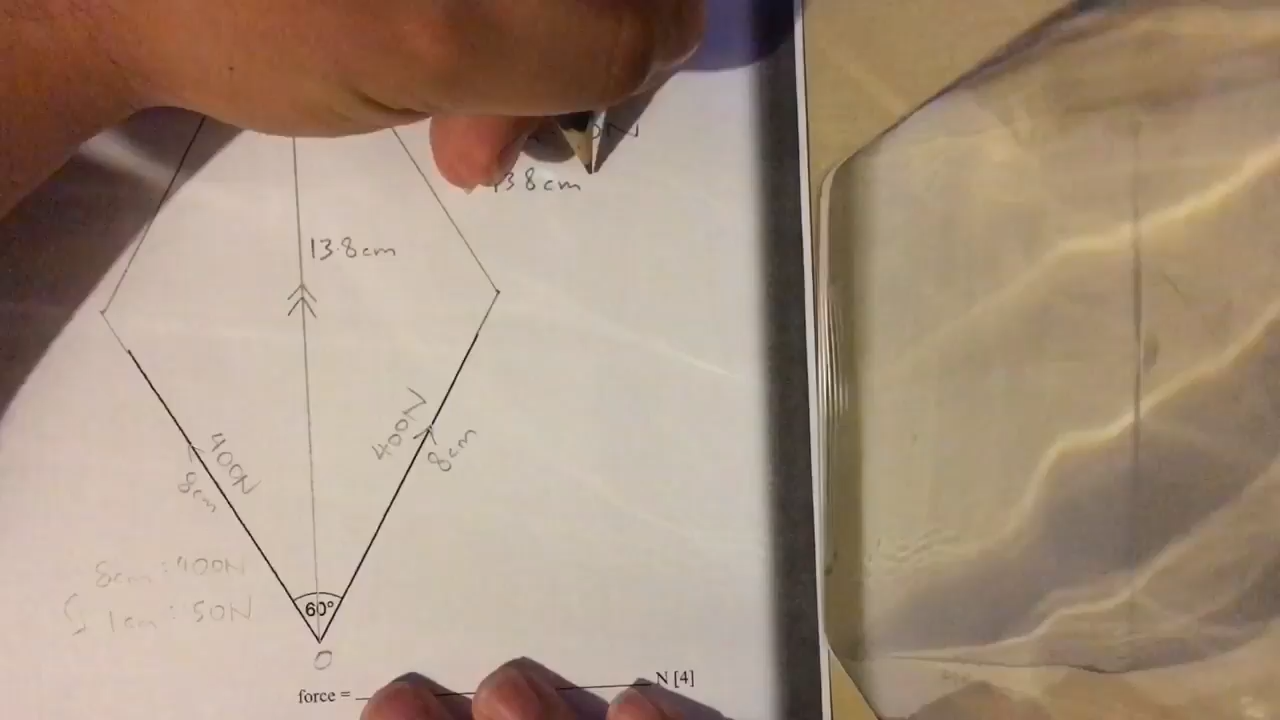 13.8cm
13.8cm
400N
8cm
400N
8cm
8cm : 400N
1cm : 50N
60°
O
force = N [4]